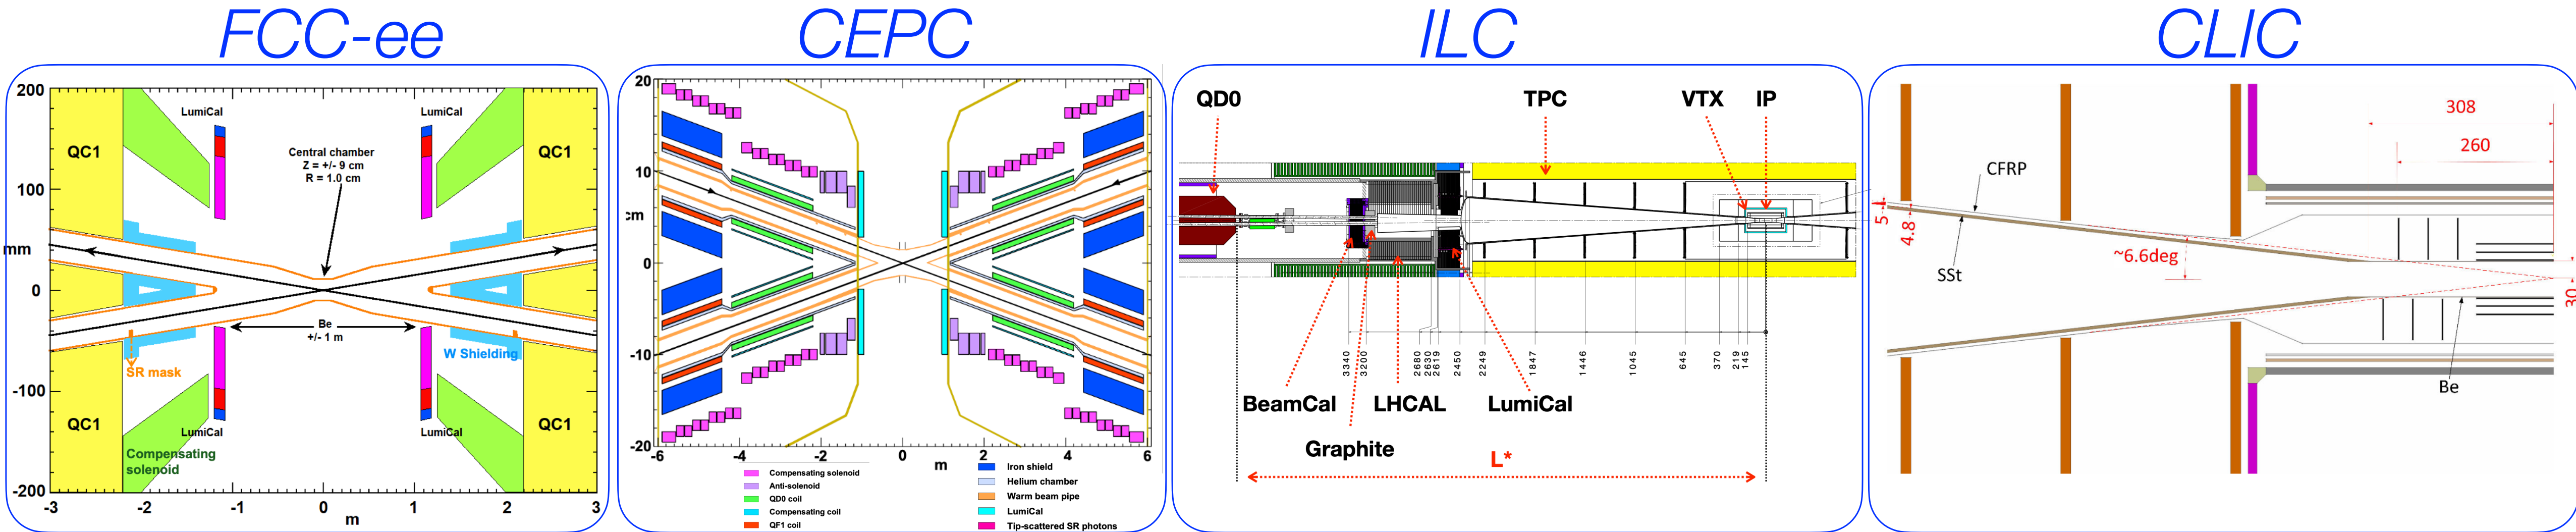 FCC-ee
CEPC
ILC
CLIC
200
100
mm
0
-100
-200
-3
-2
-1
0
1
2
3
m
QC1
QC1
QC1
QC1
LumiCal
LumiCal
Central chamber
Z = +/- 9 cm
R = 1.0 cm
Be
+/- 1 m
W Shielding
SR mask
LumiCal
LumiCal
Compensating
solenoid
20
10
cm
0
-10
-20
-6
-4
-2
0
2
4
6
m
Compensating solenoid
Anti-solenoid
QD0 coil
Compensating coil
QF1 coil
Iron shield
Helium chamber
Warm beam pipe
LumiCal
Tip-scattered SR photons
QD0
TPC
VTX
IP
3340
3200
2680
2630
2619
2450
2249
1847
1446
1045
645
370
219
145
BeamCal
LHCAL
LumiCal
Graphite
L*
308
260
CFRP
5
4.8
SSt
~6.6deg
30
Be